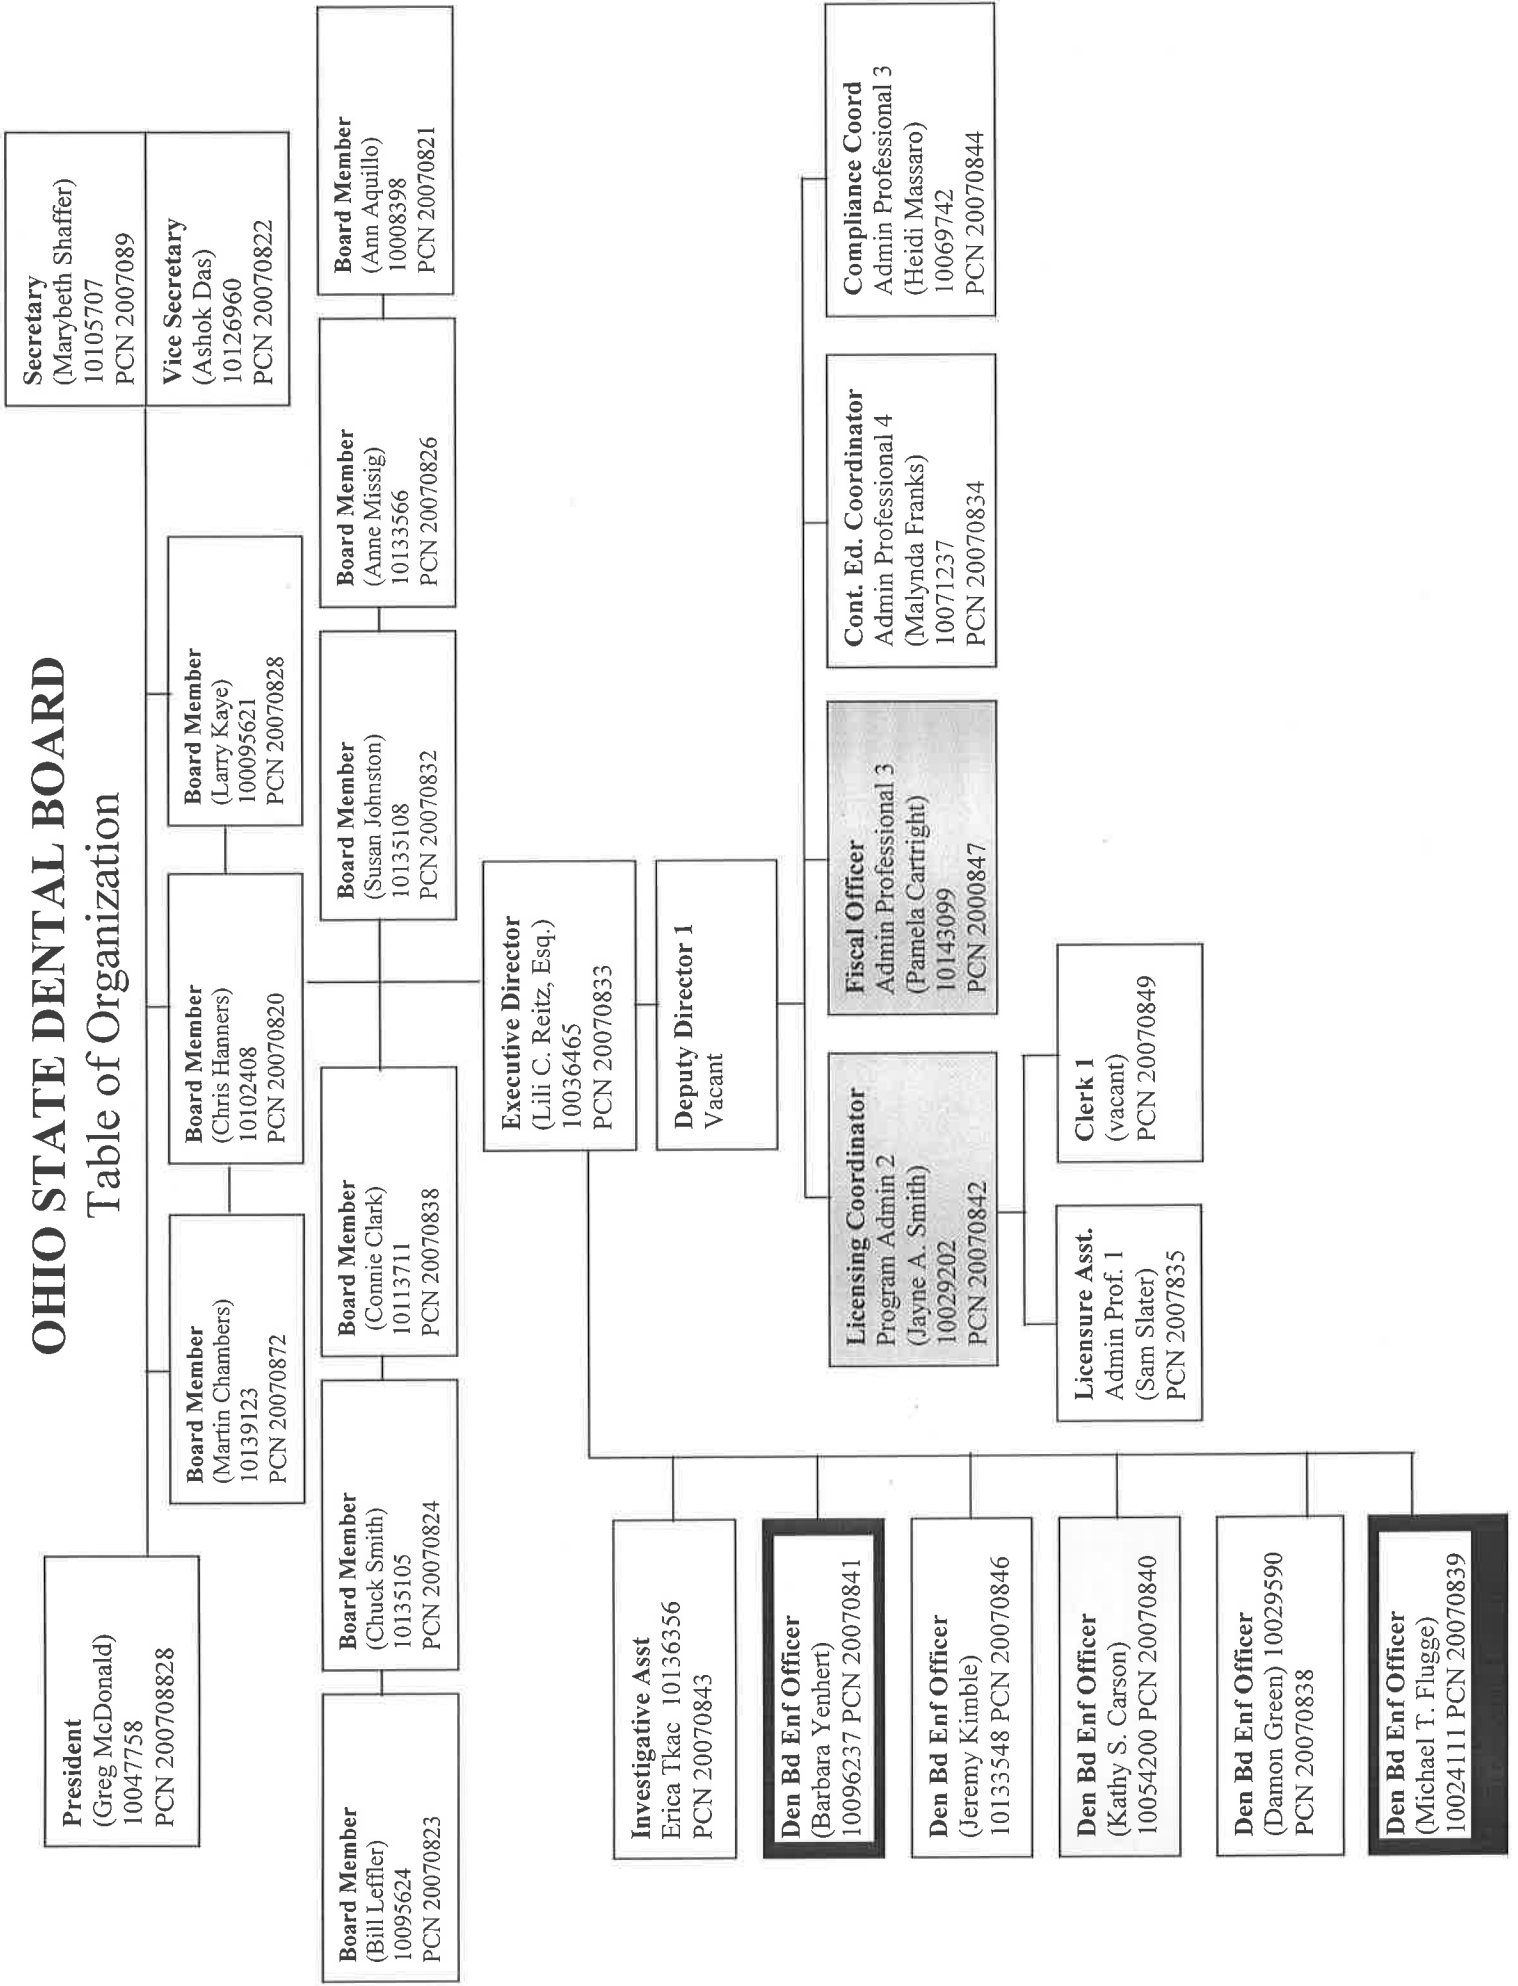 OHIO STATE DENTAL BOARD
Table of Organization
President
(Greg McDonald)
10047758
PCN 200708828
Secretary
(Marybeth Shaffer)
10105707
PCN 2007089
Vice Secretary
(Ashok Das)
10126960
PCN 20070822
Board Member
(Martin Chambers)
10139123
PCN 20070872
Board Member
(Chris Hanners)
10102408
PCN 20070820
Board Member
(Larry Kaye)
100095621
PCN 20070828
Board Member
(Bill Leffler)
10095624
PCN 20070823
Board Member
(Chuck Smith)
10135105
PCN 20070824
Board Member
(Connie Clark)
10113711
PCN 20070838
Board Member
(Susan Johnston)
10135108
PCN 20070832
Board Member
(Anne Missig)
10133566
PCN 20070826
Board Member
(Ann Aquillo)
10008398
PCN 20070821
Executive Director
(Lili C. Reitz, Esq.)
10036465
PCN 20070833
Deputy Director 1
Vacant
Investigative Asst
Erica Tkac 10136356
PCN 20070843
Den Bd Enf Officer
(Barbara Yenhert)
10096237 PCN 20070841
Den Bd Enf Officer
(Jeremy Kimble)
10133548 PCN 20070846
Den Bd Enf Officer
(Kathy S. Carson)
10054200 PCN 20070840
Den Bd Enf Officer
(Damon Green) 10029590
PCN 20070838
Den Bd Enf Officer
(Michael T. Flugge)
10024111 PCN 20070839
Licensing Coordinator
Program Admin 2
(Jayne A. Smith)
10029202
PCN 20070842
Fiscal Officer
Admin Professional 3
(Pamela Cartright)
10143099
PCN 2000847
Cont. Ed. Coordinator
Admin Professional 4
(Malynda Franks)
10071237
PCN 20070834
Compliance Coord
Admin Professional 3
(Heidi Massaro)
10069742
PCN 20070844
Licensure Asst.
Admin Prof. 1
(Sam Slater)
PCN 2007835
Clerk 1
(vacant)
PCN 20070849